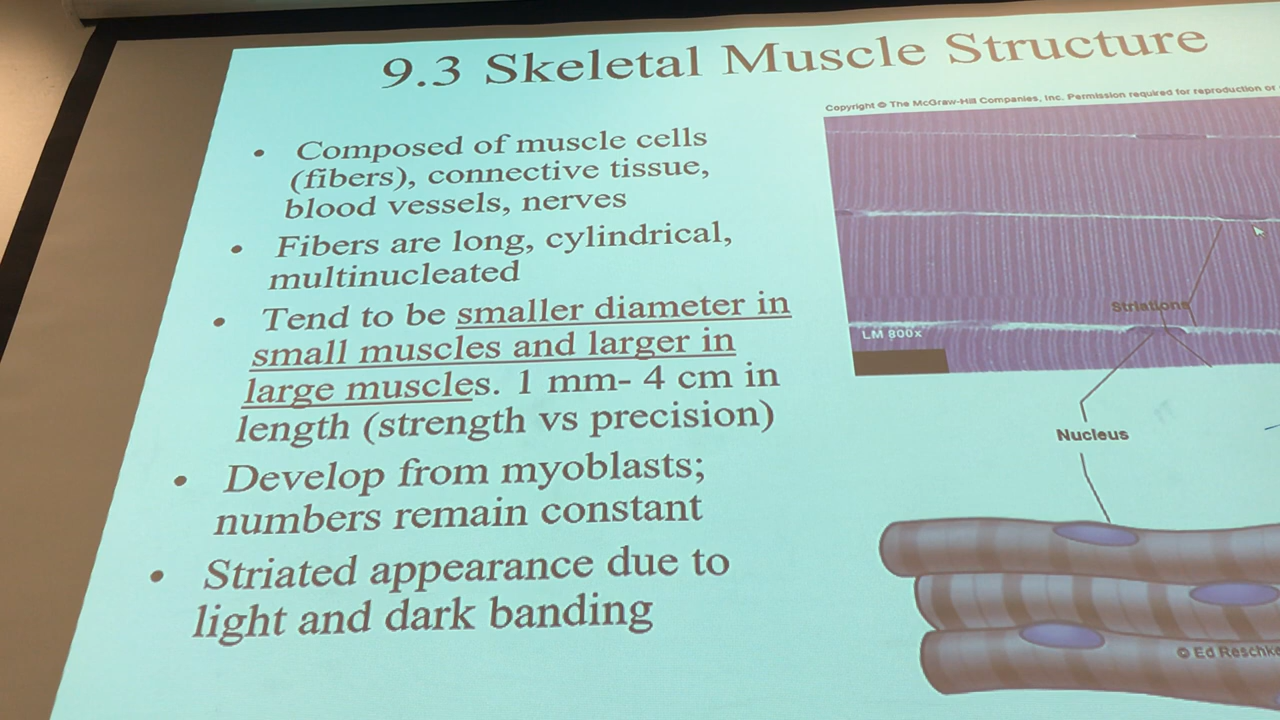 9.3 Skeletal Muscle Structure
Copyright © The McGraw-Hill Companies, Inc. Permission required for reproduction or
• Composed of muscle cells
(fibers), connective tissue,
blood vessels, nerves
• Fibers are long, cylindrical,
multinucleated
• Tend to be smaller diameter in
small muscles and larger in
large muscles. 1 mm- 4 cm in
length (strength vs precision)
• Develop from myoblasts;
numbers remain constant
• Striated appearance due to
light and dark banding
Striations
LM 800x
Nucleus
© Ed Reschke